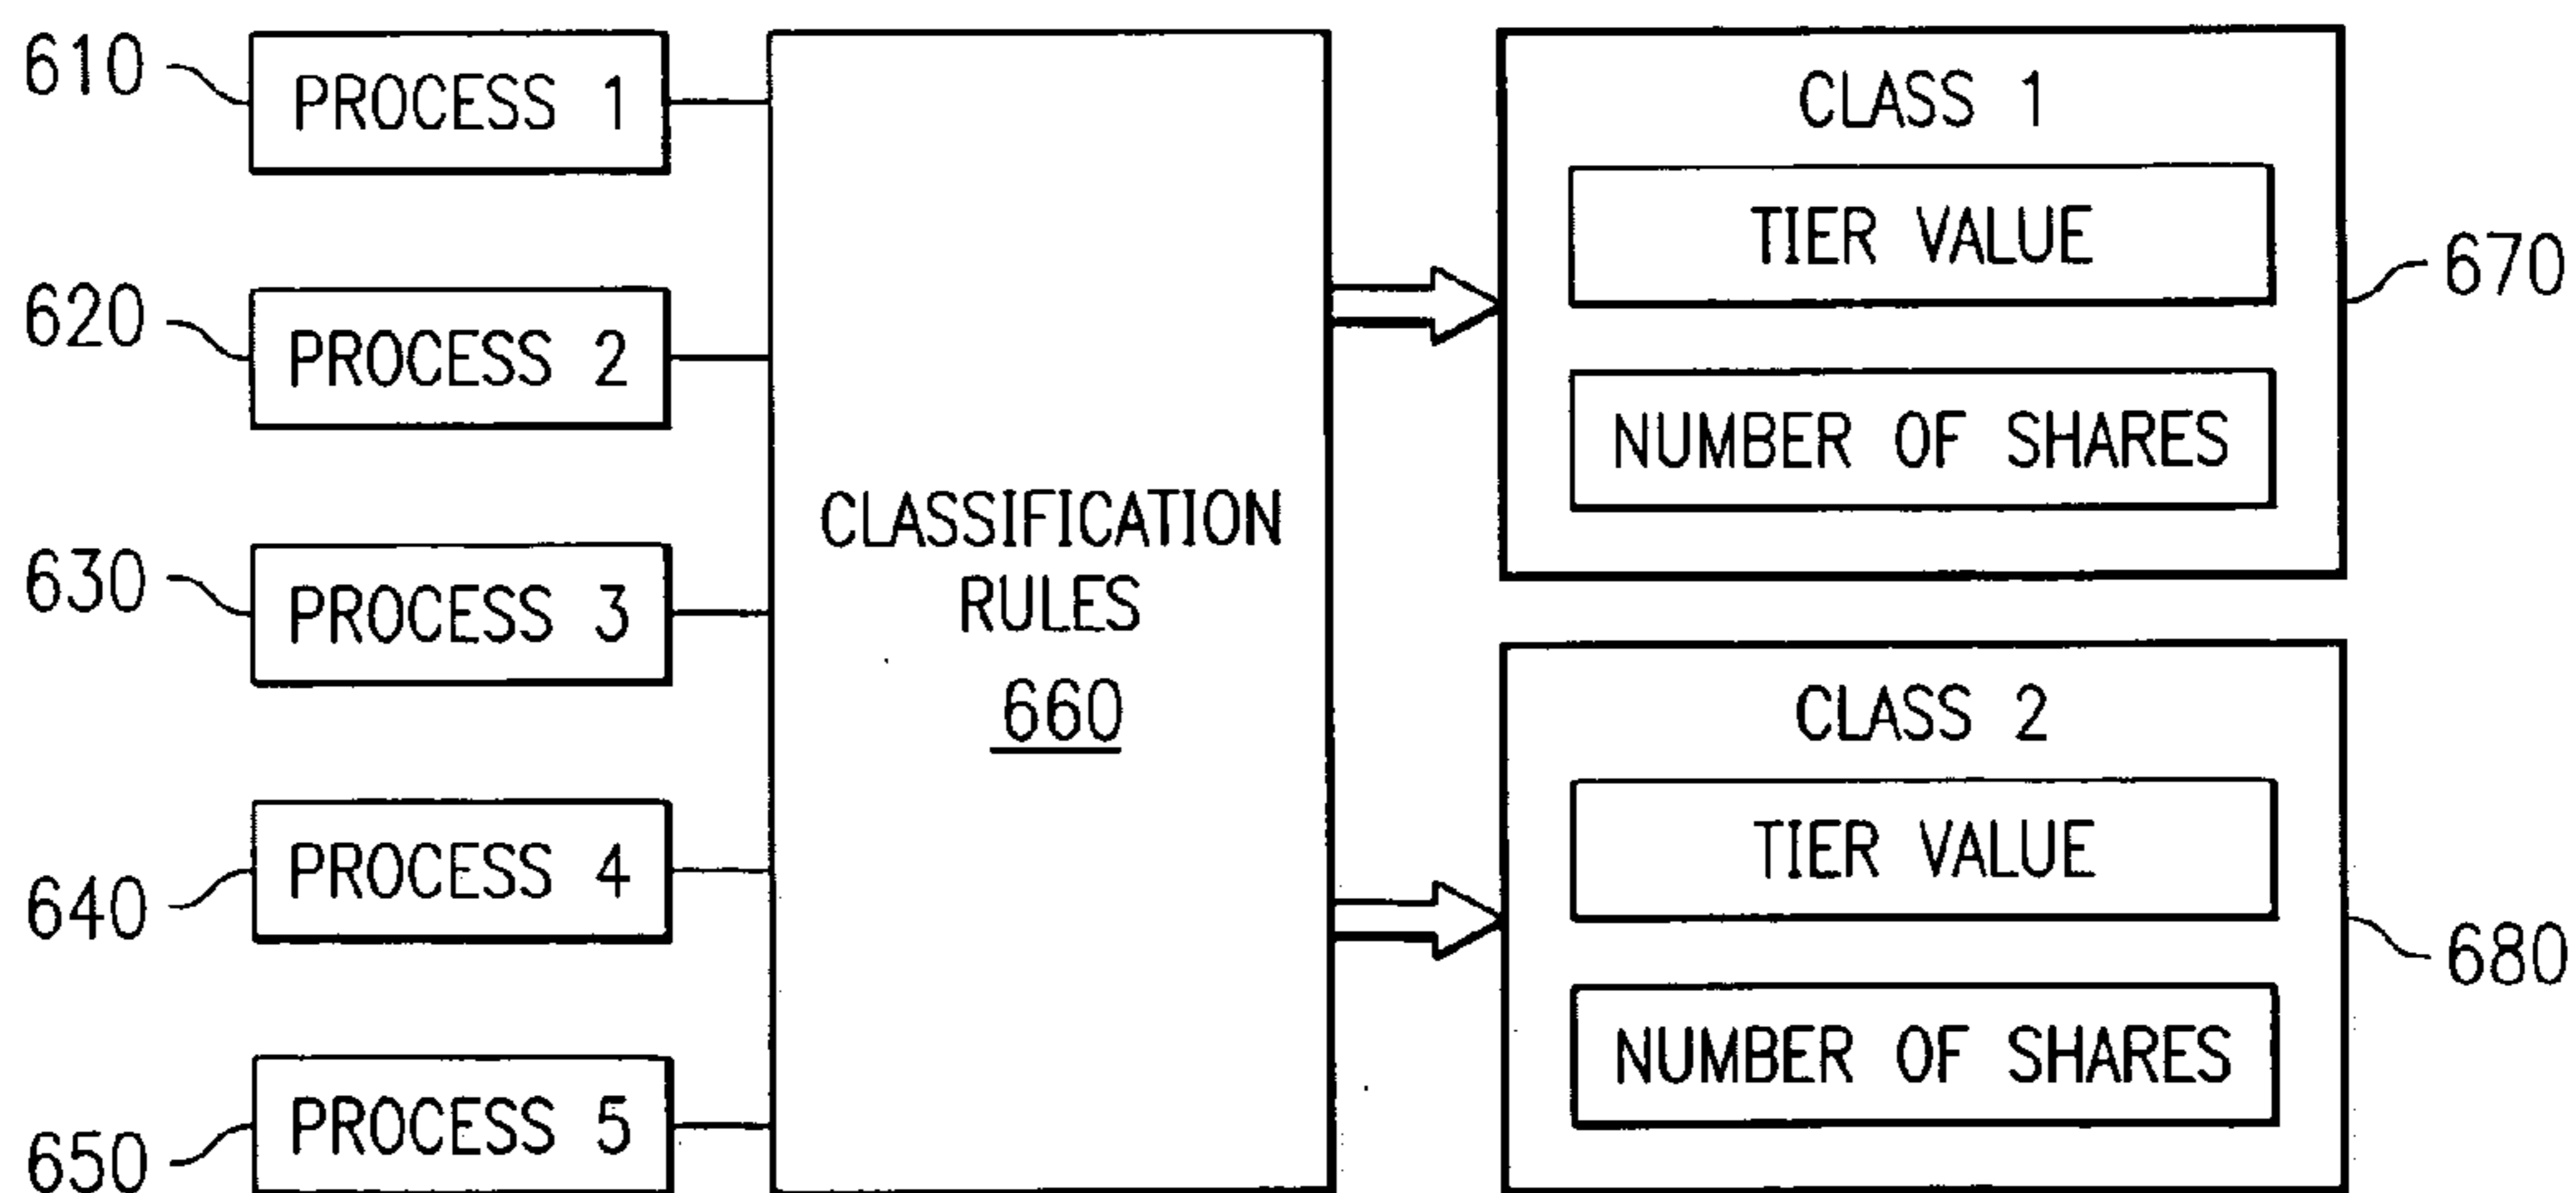 610
PROCESS 1
620
PROCESS 2
630
PROCESS 3
640
PROCESS 4
650
PROCESS 5
CLASSIFICATION
RULES
660
CLASS 1
TIER VALUE
NUMBER OF SHARES
670
CLASS 2
TIER VALUE
NUMBER OF SHARES
680